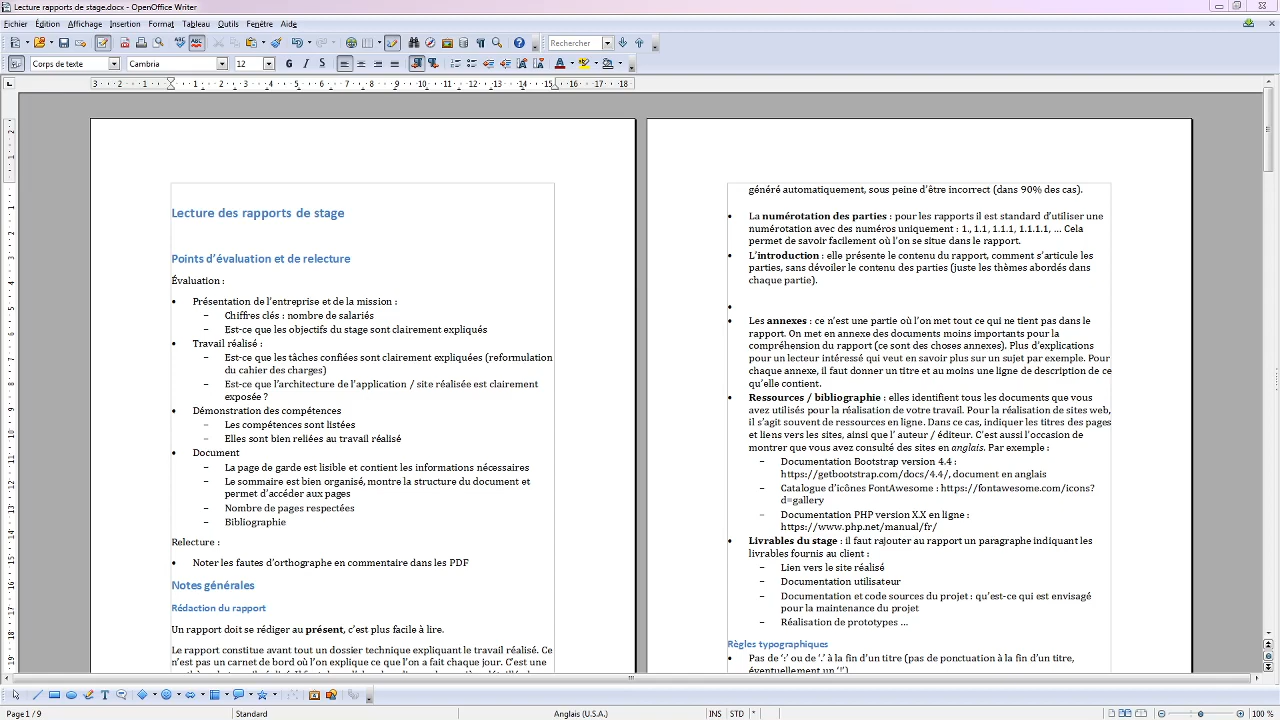 Lecture rapports de stage.docx - OpenOffice Writer
Fichier Édition Affichage Insertion Format Tableau Outils Fenêtre Aide
Rechercher
Corps de texte Cambria 12 G I S
3 2 1 1 2 3 4 5 6 7 8 9 10 11 12 13 14 15 16 17 18
Lecture des rapports de stage
Points d'évaluation et de relecture
Évaluation :
• Présentation de l'entreprise et de la mission :
– Chiffres clés : nombre de salariés
– Est-ce que les objectifs du stage sont clairement expliqués
• Travail réalisé :
– Est-ce que les tâches confiées sont clairement expliquées (reformulation
du cahier des charges)
– Est-ce que l'architecture de l'application / site réalisée est clairement
exposée ?
• Démonstration des compétences
– Les compétences sont listées
– Elles sont bien reliées au travail réalisé
• Document
– La page de garde est lisible et contient les informations nécessaires
– Le sommaire est bien organisé, montre la structure du document et
permet d'accéder aux pages
– Nombre de pages respectées
– Bibliographie
Relecture :
• Noter les fautes d'orthographe en commentaire dans les PDF
Notes générales
Rédaction du rapport
Un rapport doit se rédiger au présent, c'est plus facile à lire.
Le rapport constitue avant tout un dossier technique expliquant le travail réalisé. Ce
n'est pas un carnet de bord où l'on explique ce que l'on a fait chaque jour. C'est une
généré automatiquement, sous peine d'être incorrect (dans 90% des cas).
• La numérotation des parties : pour les rapports il est standard d'utiliser une
numérotation avec des numéros uniquement : 1., 1.1, 1.1.1, 1.1.1.1, ... Cela
permet de savoir facilement où l'on se situe dans le rapport.
• L'introduction : elle présente le contenu du rapport, comment s'articule les
parties, sans dévoiler le contenu des parties (juste les thèmes abordés dans
chaque partie).
•
• Les annexes : ce n'est une partie où l'on met tout ce qui ne tient pas dans le
rapport. On met en annexe des documents moins importants pour la
compréhension du rapport (ce sont des choses annexes). Plus d'explications
pour un lecteur intéressé qui veut en savoir plus sur un sujet par exemple. Pour
chaque annexe, il faut donner un titre et au moins une ligne de description de ce
qu'elle contient.
• Ressources / bibliographie : elles identifient tous les documents que vous
avez utilisés pour la réalisation de votre travail. Pour la réalisation de sites web,
il s'agit souvent de ressources en ligne. Dans ce cas, indiquer les titres des pages
et liens vers les sites, ainsi que l' auteur / éditeur. C'est aussi l'occasion de
montrer que vous avez consulté des sites en anglais. Par exemple :
– Documentation Bootstrap version 4.4 :
https://getbootstrap.com/docs/4.4/, document en anglais
– Catalogue d'icônes FontAwesome : https://fontawesome.com/icons?
d=gallery
– Documentation PHP version X.X en ligne :
https://www.php.net/manual/fr/
• Livrables du stage : il faut rajouter au rapport un paragraphe indiquant les
livrables fournis au client :
– Lien vers le site réalisé
– Documentation utilisateur
– Documentation et code sources du projet : qu'est-ce qui est envisagé
pour la maintenance du projet
– Réalisation de prototypes ...
Règles typographiques
• Pas de ':' ou de '.' à la fin d'un titre (pas de ponctuation à la fin d'un titre,
éventuellement un '!')
Page 1 / 9 Standard Anglais (U.S.A.) INS STD * 100 %